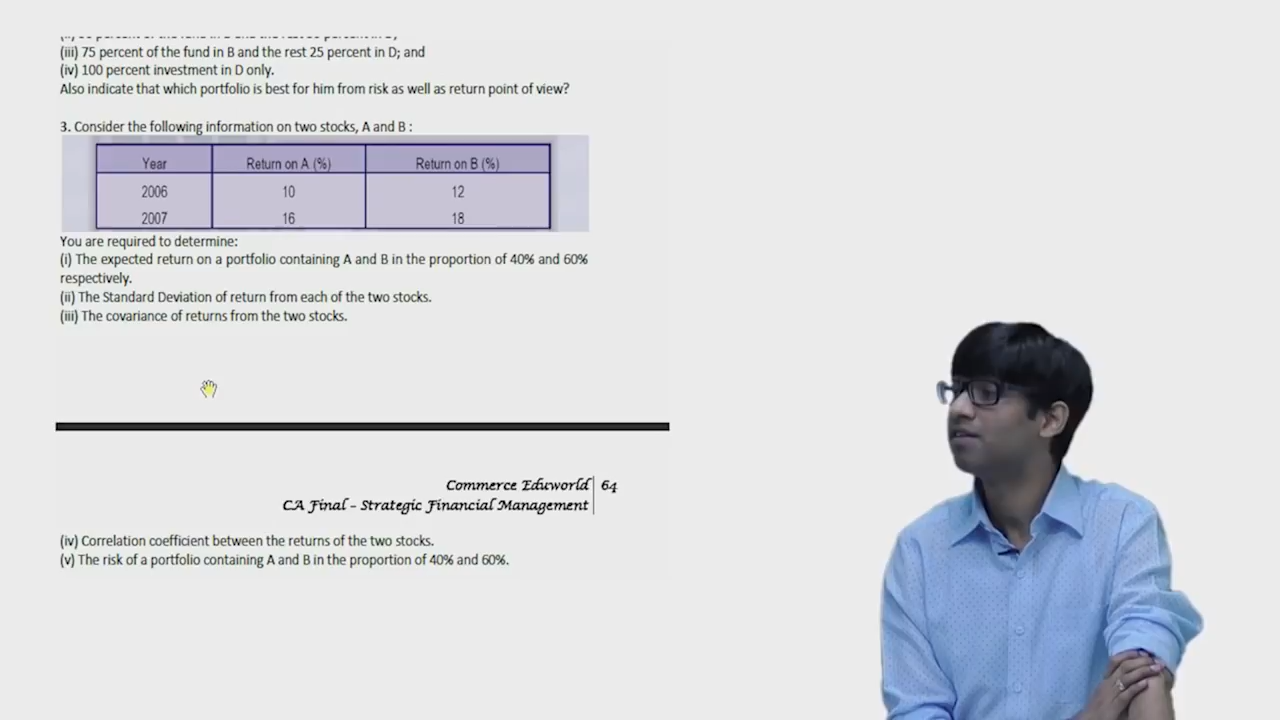 (iii) 75 percent of the fund in B and the rest 25 percent in D; and
(iv) 100 percent investment in D only.
Also indicate that which portfolio is best for him from risk as well as return point of view?
3. Consider the following information on two stocks, A and B :
Year Return on A (%) Return on B (%)
2006 10 12
2007 16 18
You are required to determine:
(i) The expected return on a portfolio containing A and B in the proportion of 40% and 60%
respectively.
(ii) The Standard Deviation of return from each of the two stocks.
(iii) The covariance of returns from the two stocks.
Commerce Eduworld 64
CA Final - Strategic Financial Management
(iv) Correlation coefficient between the returns of the two stocks.
(v) The risk of a portfolio containing A and B in the proportion of 40% and 60%.